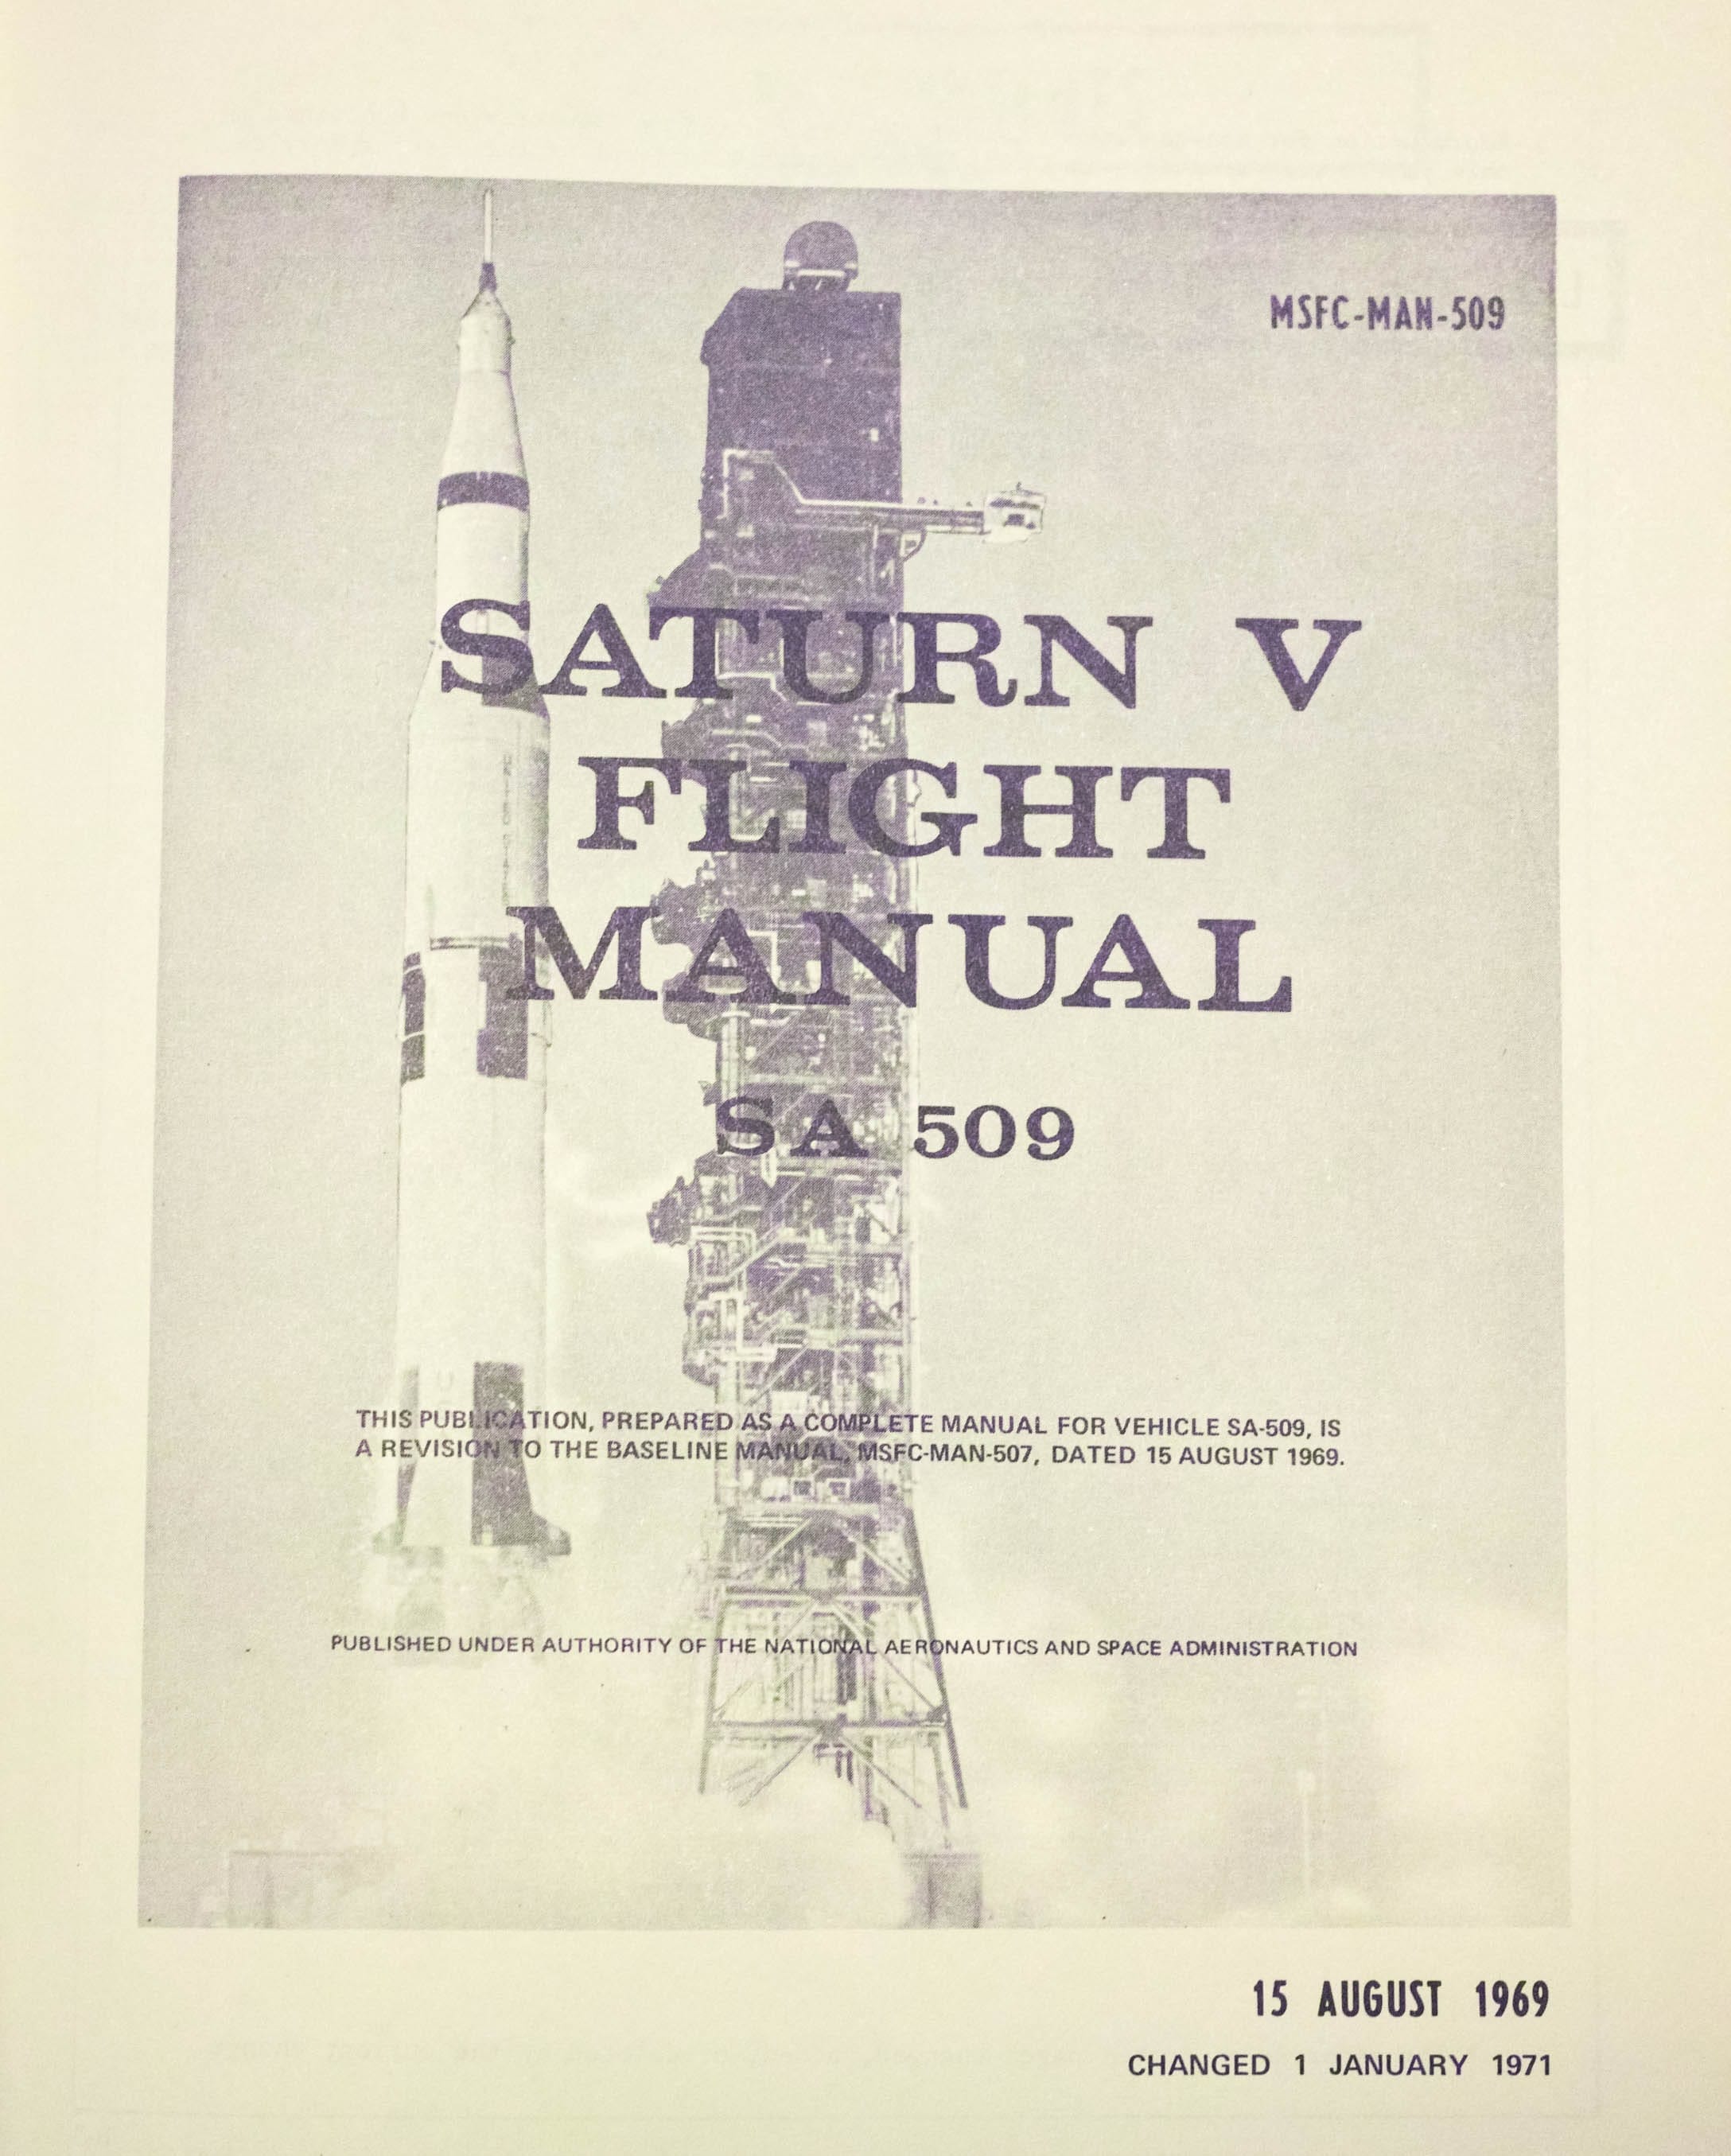 MSFC-MAN-509
SATURN V
FLIGHT
MANUAL
SA 509
THIS PUBLICATION, PREPARED AS A COMPLETE MANUAL FOR VEHICLE SA-509, IS
A REVISION TO THE BASELINE MANUAL, MSFC-MAN-507, DATED 15 AUGUST 1969.
PUBLISHED UNDER AUTHORITY OF THE NATIONAL AERONAUTICS AND SPACE ADMINISTRATION
15 AUGUST 1969
CHANGED 1 JANUARY 1971